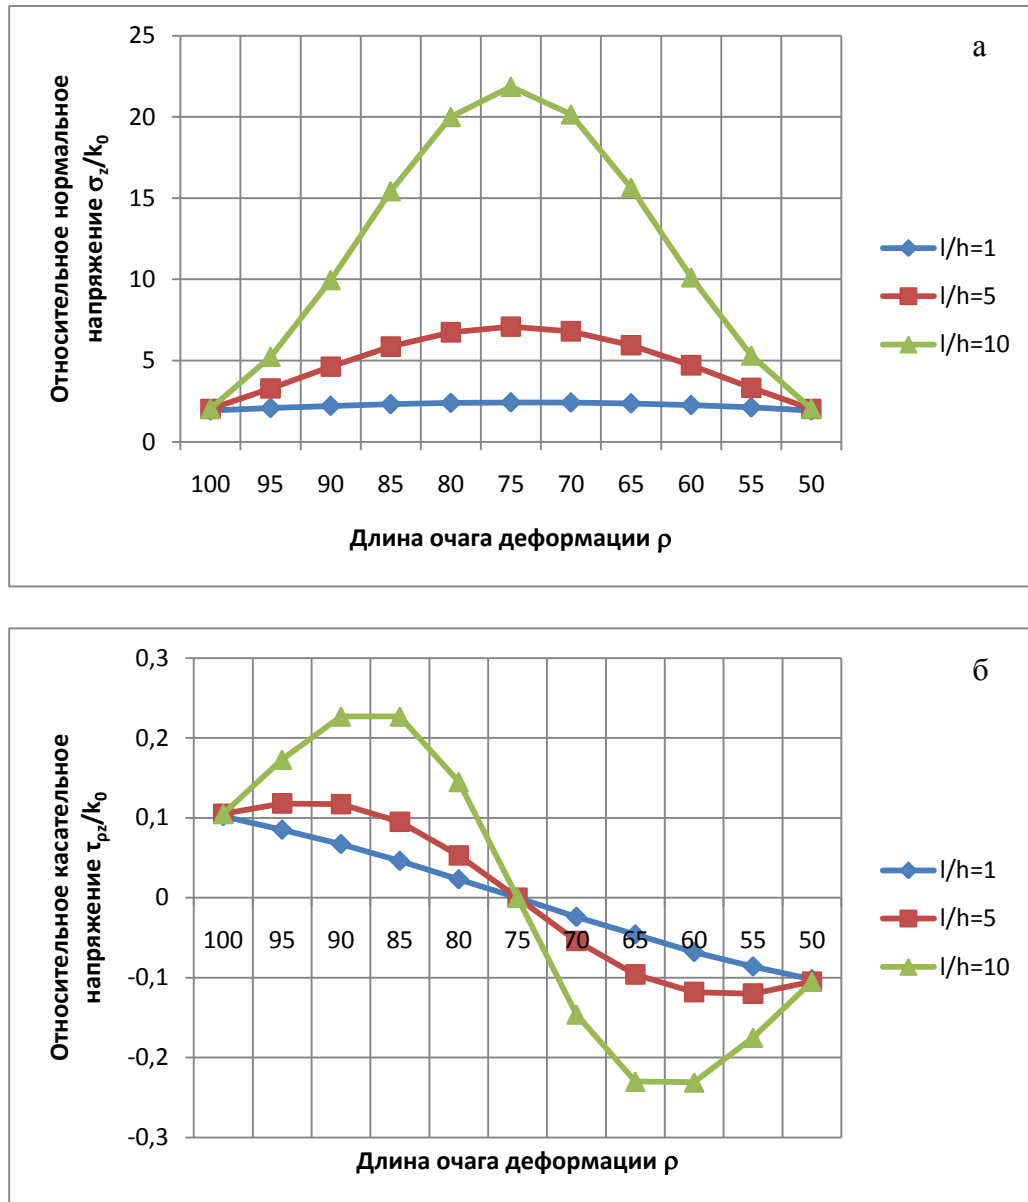 а
Относительное нормальное
напряжение σz/k0
25
20
15
10
5
0
100 95 90 85 80 75 70 65 60 55 50
Длина очага деформации ρ
l/h=1
l/h=5
l/h=10
б
Относительное касательное
напряжение τρz/k0
0,3
0,2
0,1
0
-0,1
-0,2
-0,3
100 95 90 85 80 75 70 65 60 55 50
Длина очага деформации ρ
l/h=1
l/h=5
l/h=10